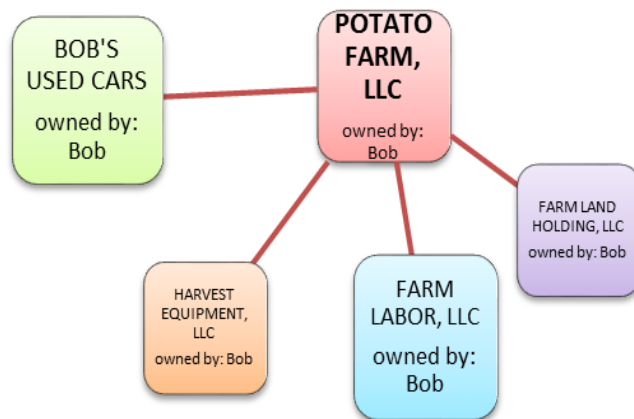 BOB'S
USED CARS
owned by:
Bob
POTATO
FARM,
LLC
owned by:
Bob
FARM LAND
HOLDING, LLC
owned by: Bob
HARVEST
EQUIPMENT,
LLC
owned by: Bob
FARM
LABOR, LLC
owned by:
Bob